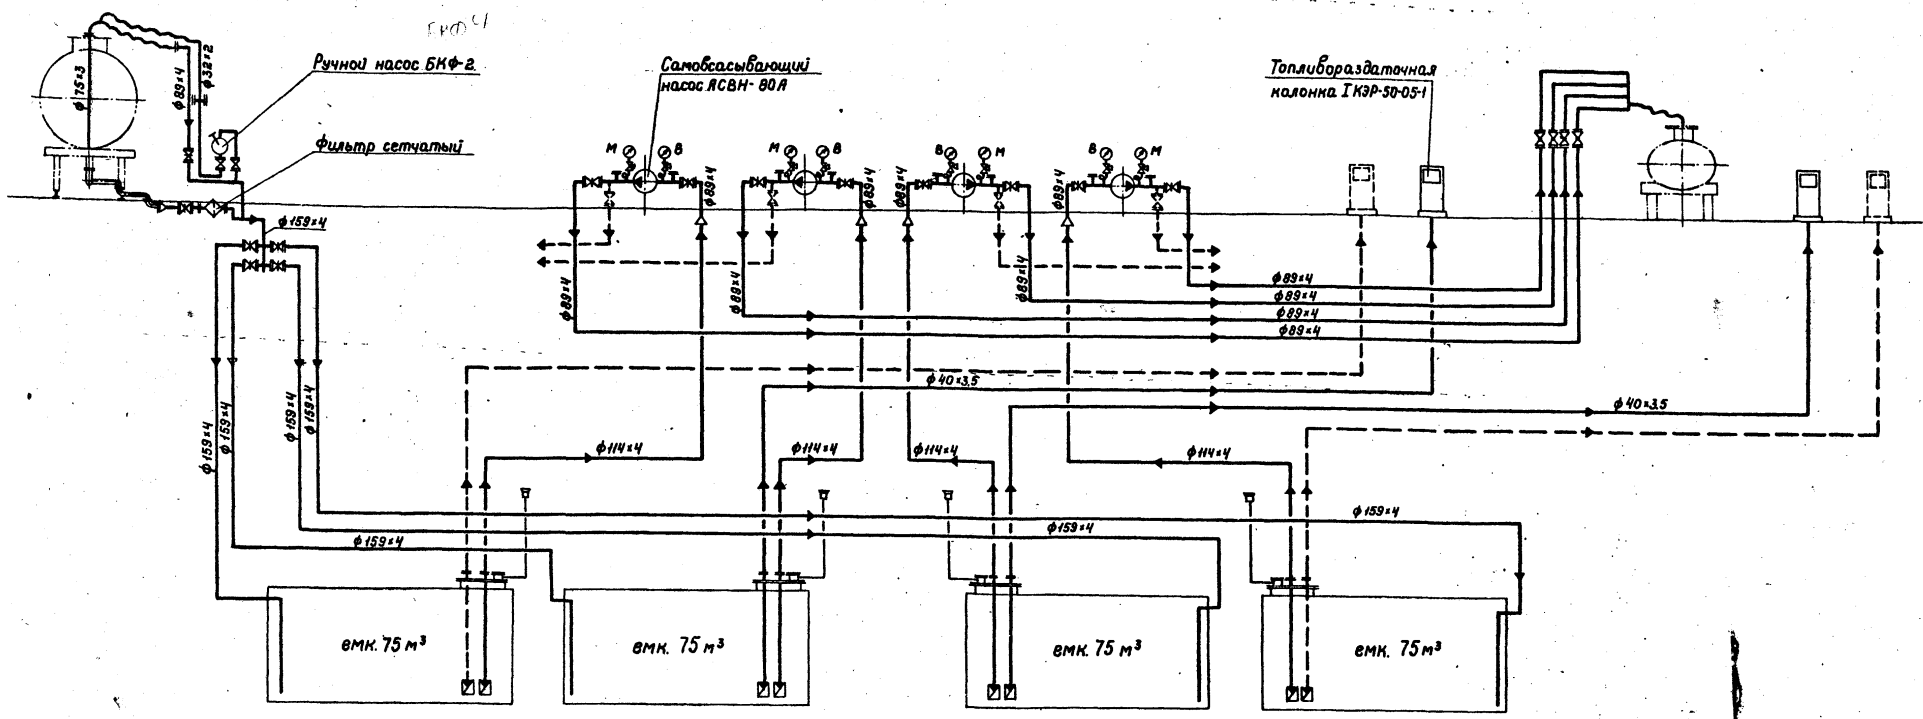 БКФ Ч
Ручной насос БКФ-2
Самовсасывающий
насос АСВН-80А
Топливораздаточная
колонка 1КЭР-50-05-1
Фильтр сетчатый
ф75×3
ф89×4
ф32×2
М
В
М
В
В
М
В
М
ф89×4
ф89×4
ф89×4
ф89×4
ф159×4
ф89×4
ф89×4
ф89×4
ф89×4
ф89×4
ф89×4
ф89×4
ф40×3.5
ф40×3.5
ф159×4
ф159×4
ф159×4
ф159×4
ф114×4
ф114×4
ф114×4
ф114×4
ф159×4
ф159×4
ф159×4
емк. 75 м³
емк. 75 м³
емк. 75 м³
емк. 75 м³